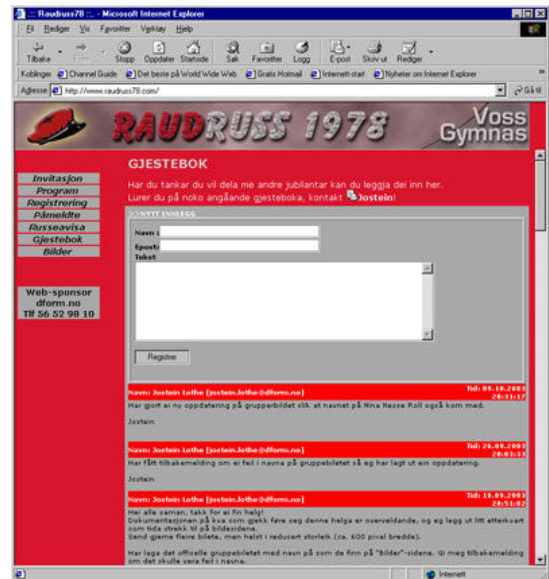 .:: Raudruss78 ::. - Microsoft Internet Explorer
Fil Rediger Vis Favoritter Verktøy Hjelp
Tilbake Stopp Oppdater Startside Søk Favoritter Logg E-post Skriv ut Rediger
Koblinger Channel Guide Det beste på World Wide Web Gratis Hotmail Internett-start Nyheter om Internet Explorer
Adresse http://www.raudruss78.com/ Gå til
RAUDRUSS 1978 Voss Gymnas
GJESTEBOK
Har du tankar du vil dela me andre jubilantar kan du leggja dei inn her.
Lurer du på noko angåande gjesteboka, kontakt Jostein!
Invitasjon
Program
Registrering
Påmeldte
Russeavisa
Gjestebok
Bilder
Web-sponsor
dform.no
Tlf 56 52 98 10
>>NYTT INNLEGG
Navn :
Epost:
Tekst
Registrer
Navn: Jostein Lothe [jostein.lothe@dform.no] Tid: 09.10.2003 20:31:17
Har gjort ei ny oppdatering på grupperbildet slik at navnet på Nina Nesse Roll også kom med.
Jostein
Navn: Jostein Lothe [jostein.lothe@dform.no] Tid: 26.09.2003 20:03:33
Har fått tilbakemelding om ei feil i navna på gruppebiletet så eg har lagt ut ein oppdatering.
Jostein
Navn: Jostein Lothe [jostein.lothe@dform.no] Tid: 18.09.2003 20:51:02
Hei alle saman, takk for ei fin helg!
Dokumentasjonen på kva som gjekk føre seg denne helga er overveldande, og eg legg ut litt etterkvart
som tida strekk til på bildesidene.
Send gjerne fleire bilete, men helst i redusert storleik (ca. 600 pixel bredde).
Har laga det offiselle gruppebiletet med navn på som de finn på "Bilder"-sidene. Gi meg tilbakemelding
om det skulle vera feil i navna.
Internett